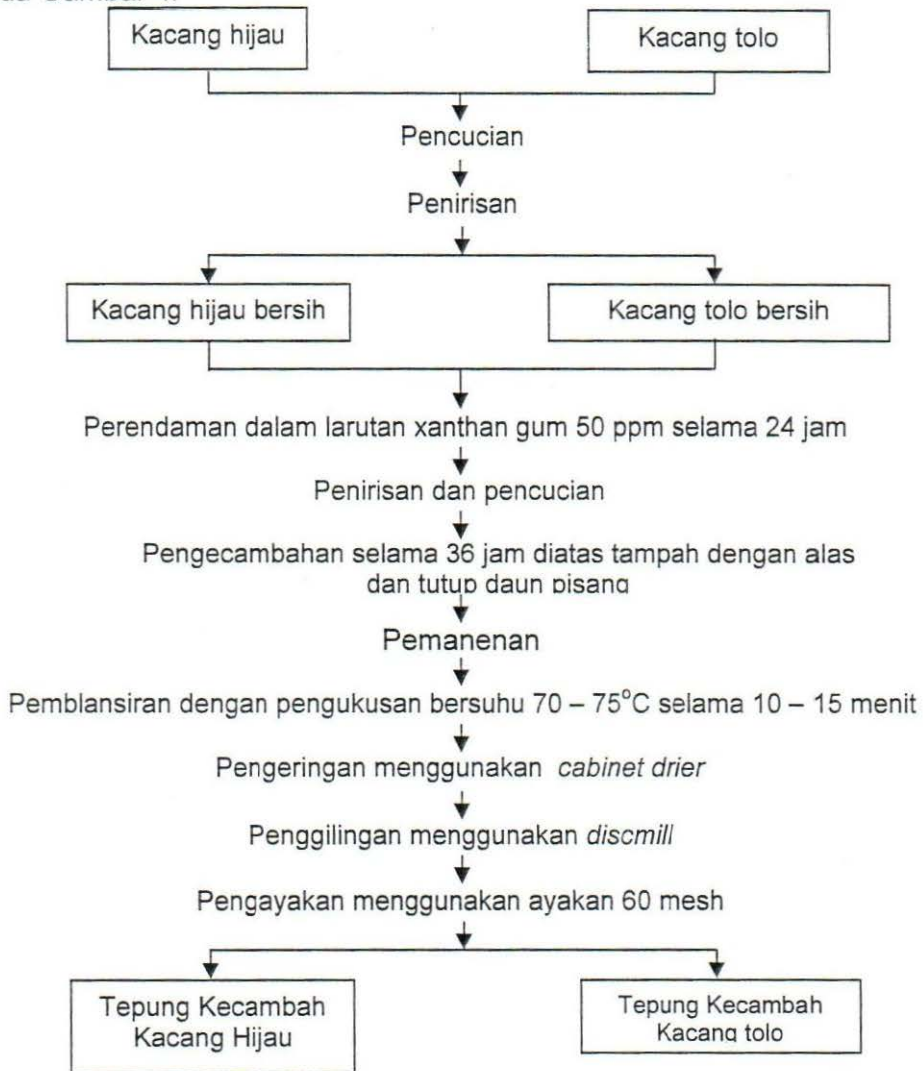 Kacang hijau
Kacang tolo
Pencucian
Penirisan
Kacang hijau bersih
Kacang tolo bersih
Perendaman dalam larutan xanthan gum 50 ppm selama 24 jam
Penirisan dan pencucian
Pengecambahan selama 36 jam diatas tampah dengan alas
dan tutup daun pisang
Pemanenan
Pemblansiran dengan pengukusan bersuhu 70 – 75°C selama 10 – 15 menit
Pengeringan menggunakan cabinet drier
Penggilingan menggunakan discmill
Pengayakan menggunakan ayakan 60 mesh
Tepung Kecambah
Kacang Hijau
Tepung Kecambah
Kacang tolo